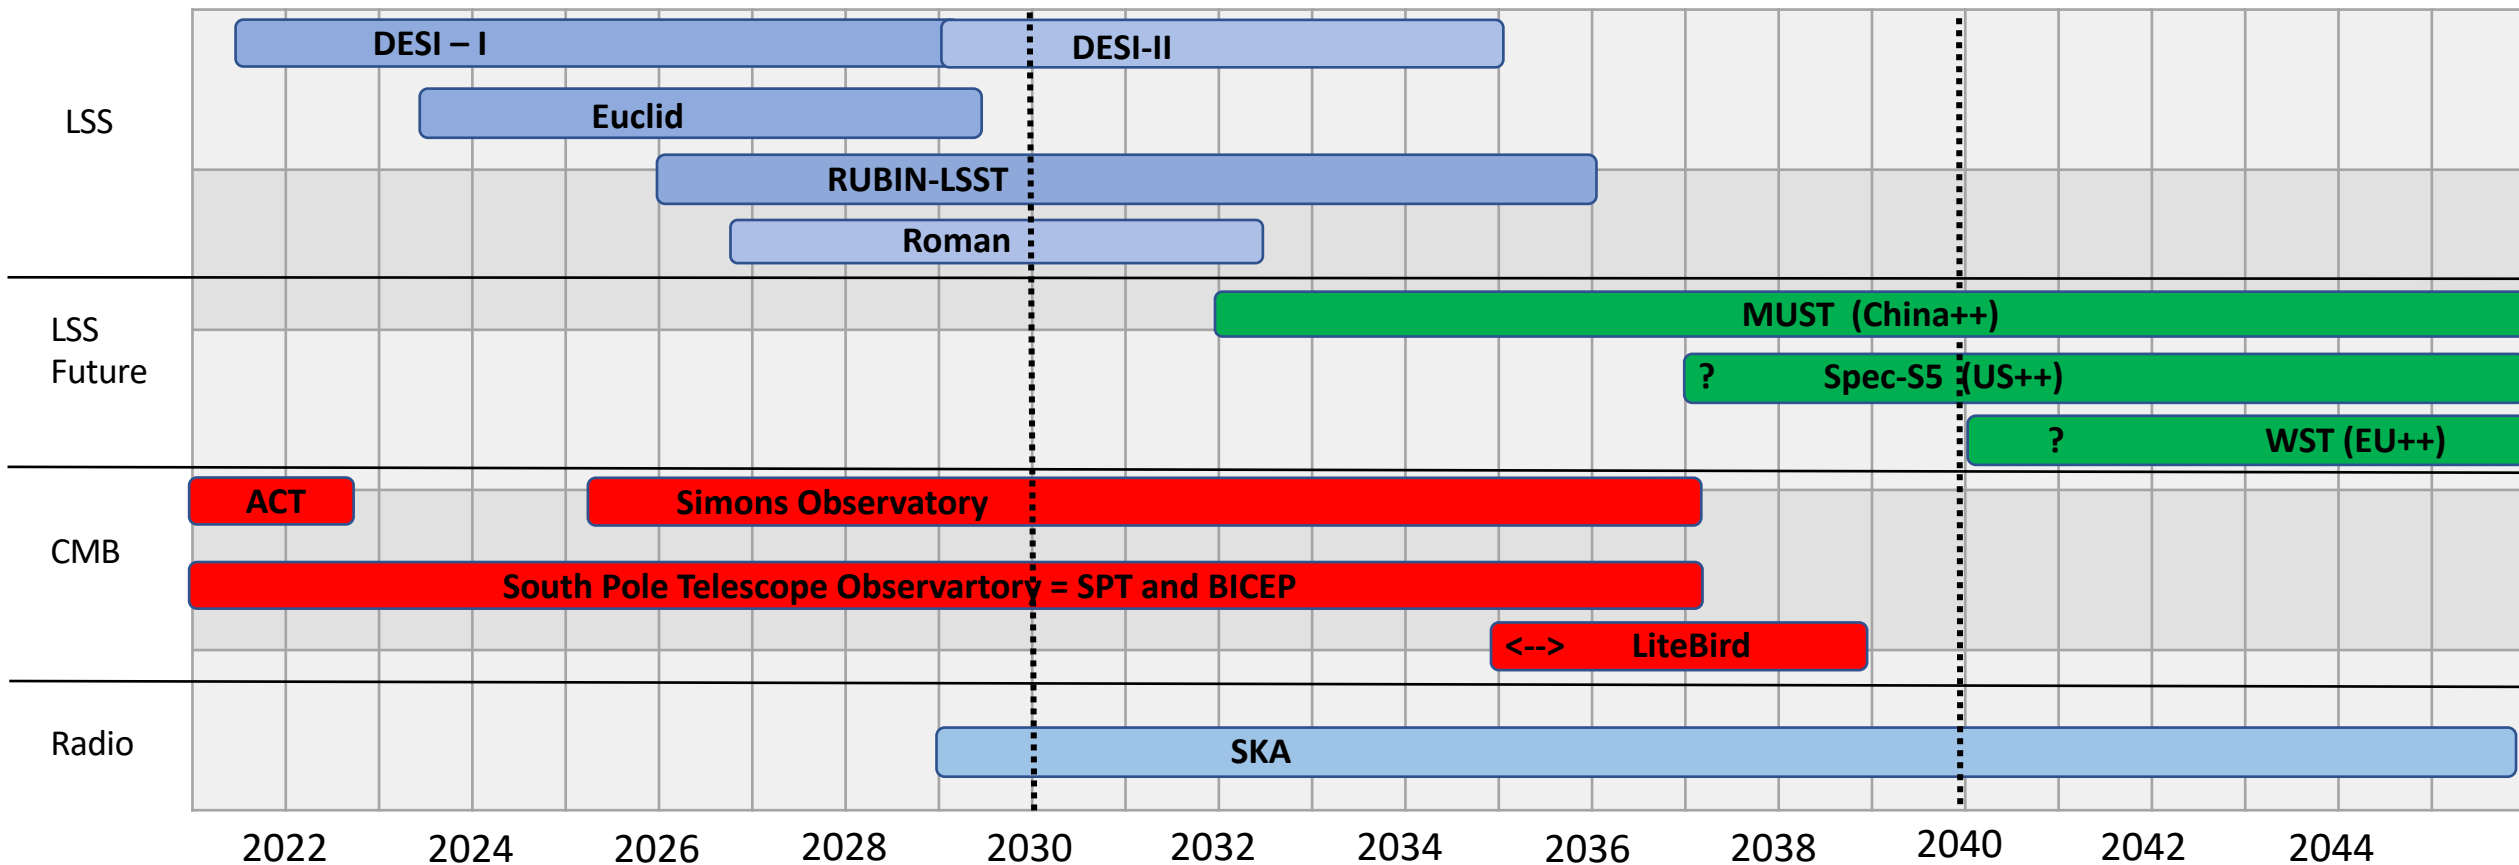 DESI – I
DESI-II
LSS
Euclid
RUBIN-LSST
Roman
LSS
Future
MUST (China++)
? Spec-S5 (US++)
? WST (EU++)
ACT
Simons Observatory
CMB
South Pole Telescope Observartory = SPT and BICEP
<--> LiteBird
Radio
SKA
2022 2024 2026 2028 2030 2032 2034 2036 2038 2040 2042 2044